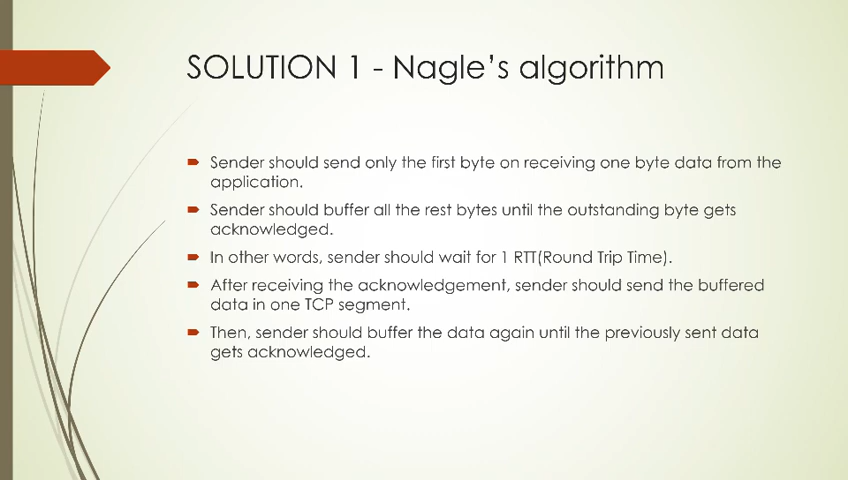 SOLUTION 1 - Nagle's algorithm
Sender should send only the first byte on receiving one byte data from the
application.
Sender should buffer all the rest bytes until the outstanding byte gets
acknowledged.
In other words, sender should wait for 1 RTT(Round Trip Time).
After receiving the acknowledgement, sender should send the buffered
data in one TCP segment.
Then, sender should buffer the data again until the previously sent data
gets acknowledged.